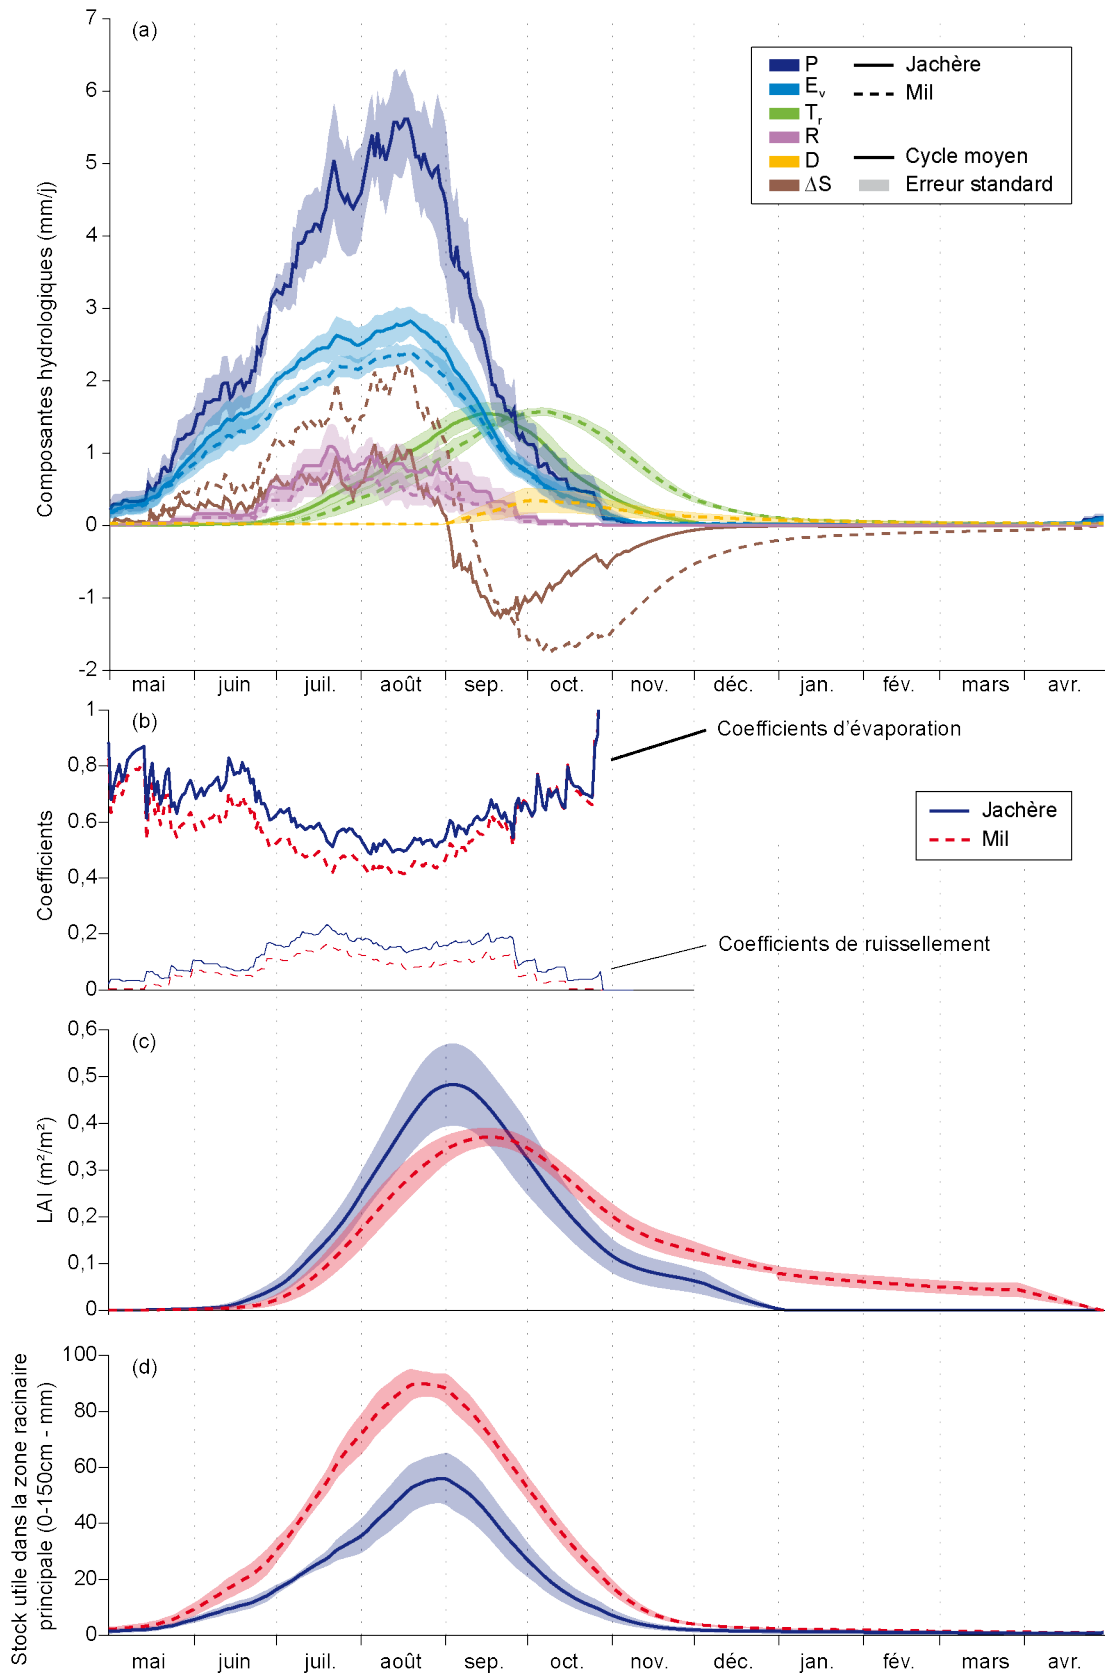 (a)
7
6
5
4
3
2
1
0
-1
-2
Composantes hydrologiques (mm/j)
P
Ev
Tr
R
D
ΔS
Jachère
Mil
Cycle moyen
Erreur standard
mai juin juil. août sep. oct. nov. déc. jan. fév. mars avr.
(b)
1
0,8
0,6
0,4
0,2
0
Coefficients
Coefficients d'évaporation
Jachère
Mil
Coefficients de ruissellement
(c)
0,6
0,5
0,4
0,3
0,2
0,1
0
LAI (m²/m²)
(d)
100
80
60
40
20
0
Stock utile dans la zone racinaire
principale (0-150cm - mm)
mai juin juil. août sep. oct. nov. déc. jan. fév. mars avr.